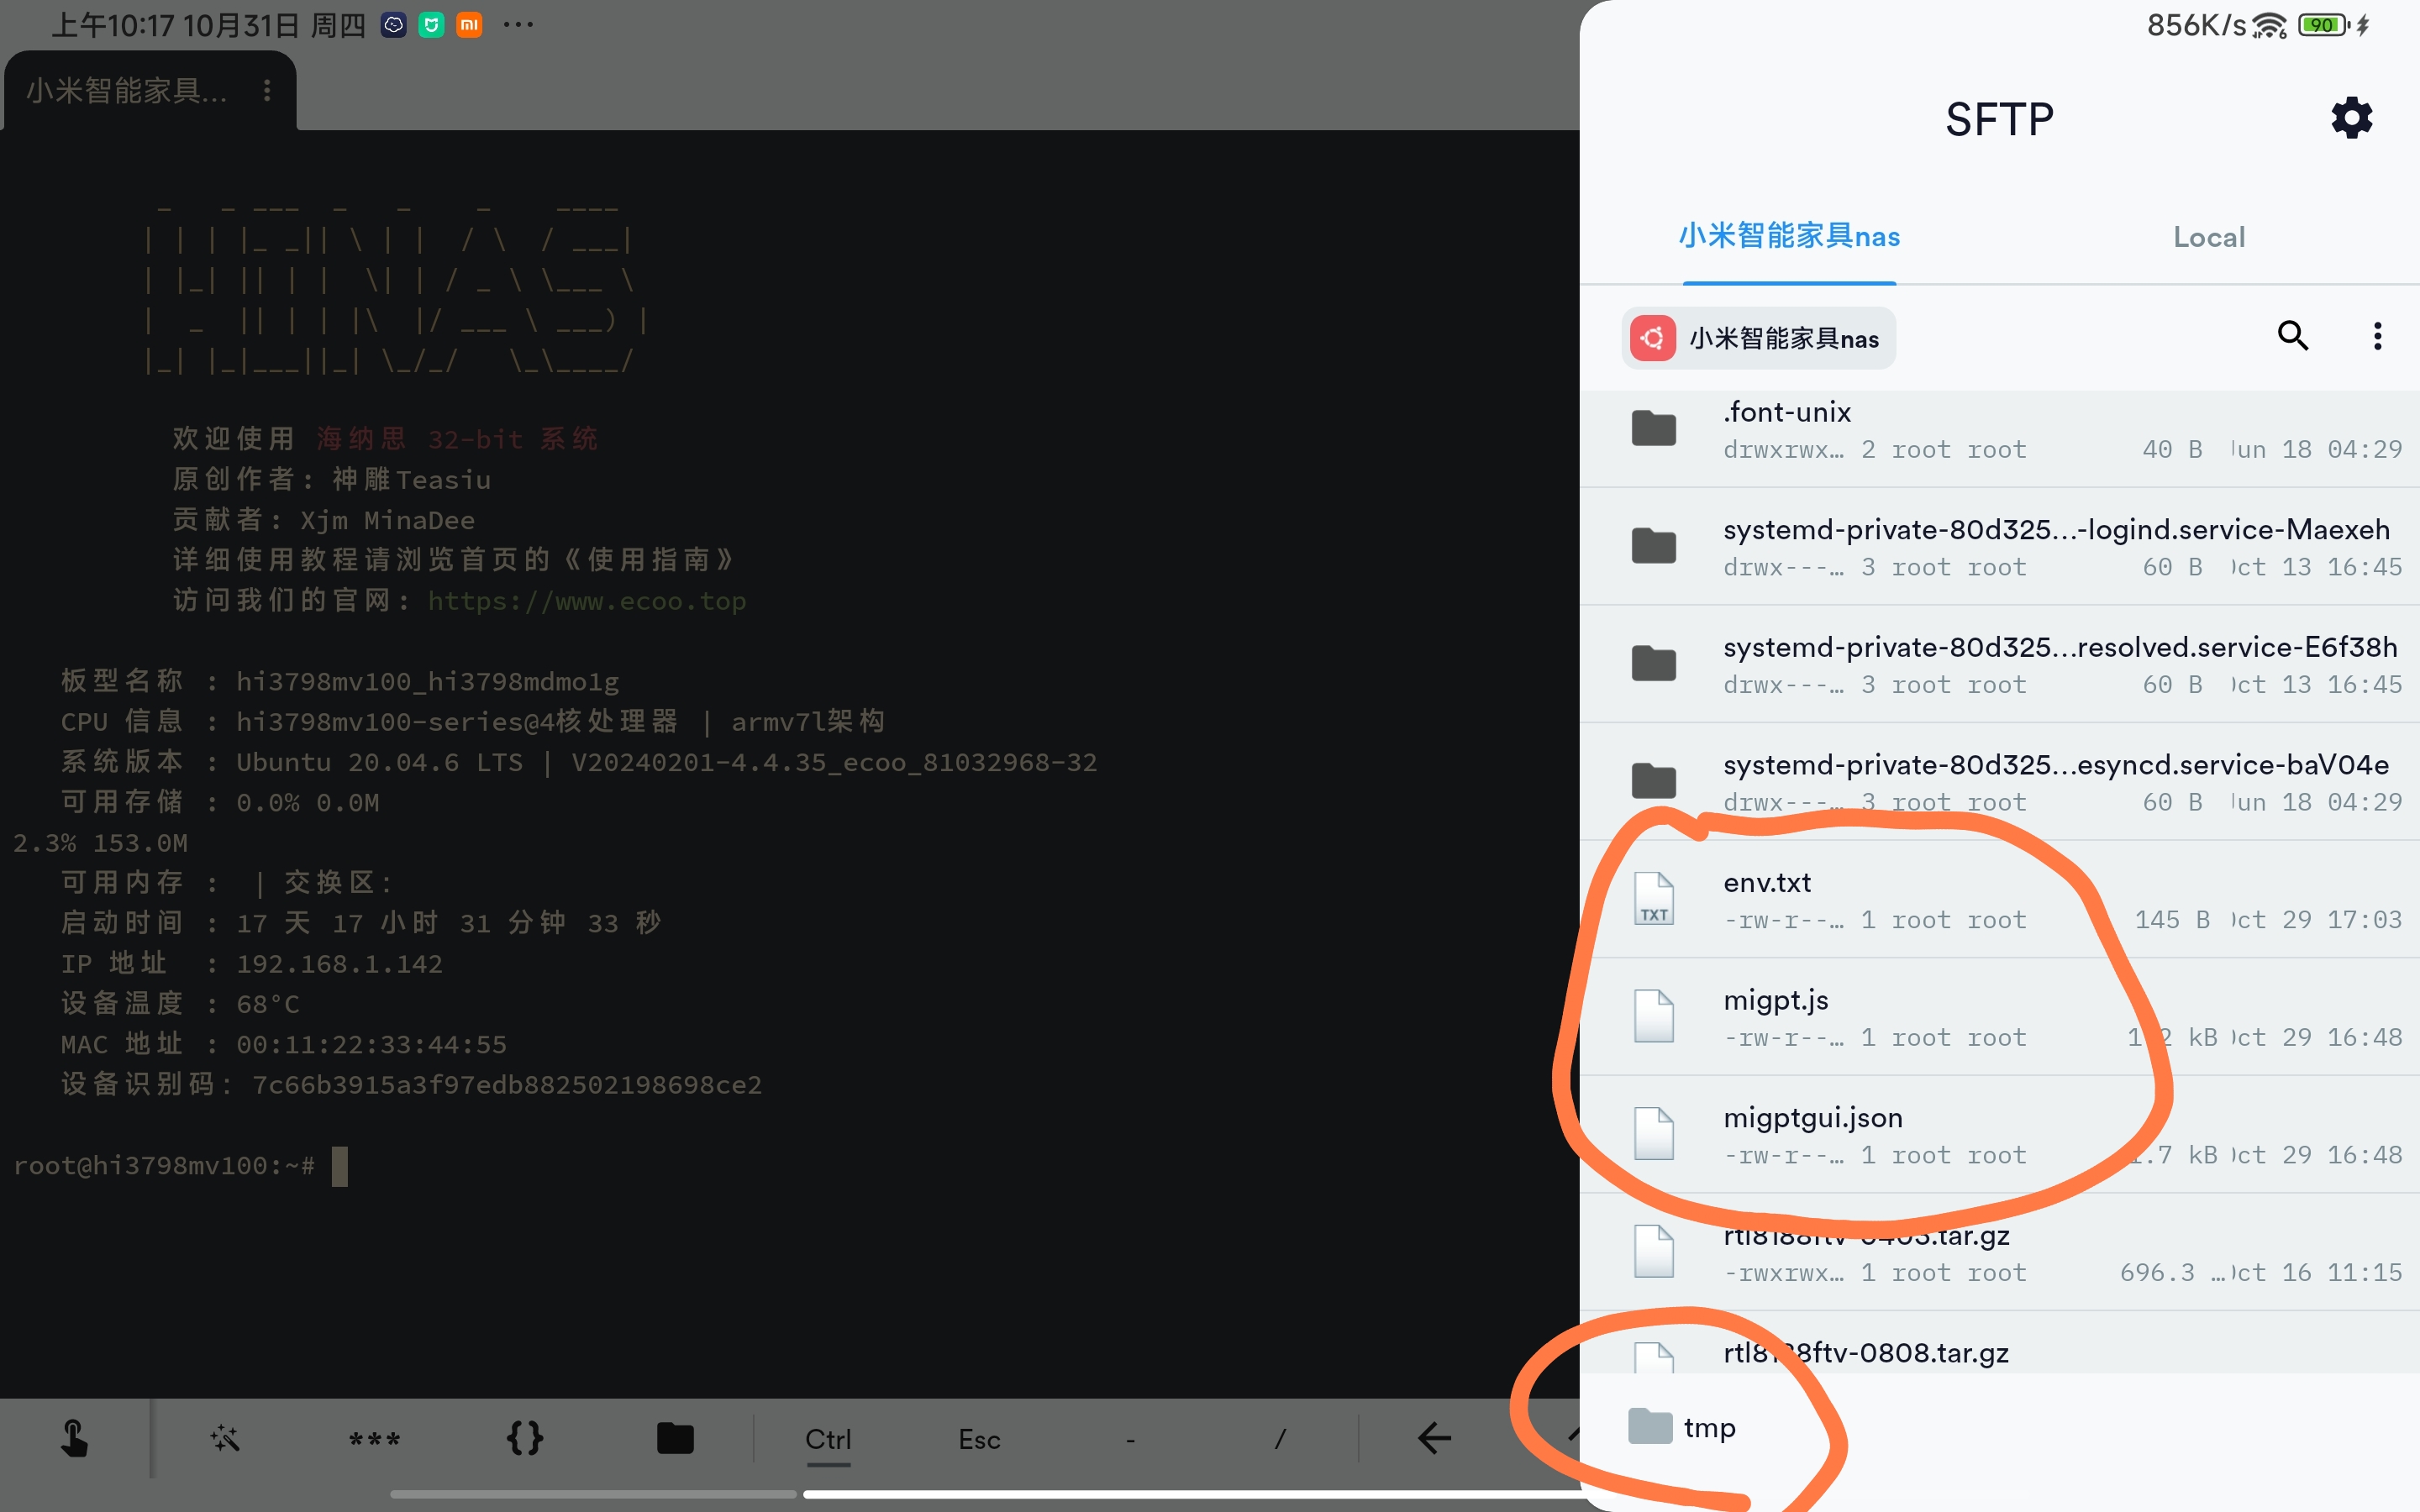 上午10:17 10月31日 周四
856K/s
90
小米智能家具...
欢迎使用 海纳思 32-bit 系统
原创作者: 神雕Teasiu
贡献者: Xjm MinaDee
详细使用教程请浏览首页的《使用指南》
访问我们的官网: https://www.ecoo.top
板型名称 : hi3798mv100_hi3798mdmo1g
CPU 信息 : hi3798mv100-series@4核处理器 | armv7l架构
系统版本 : Ubuntu 20.04.6 LTS | V20240201-4.4.35_ecoo_81032968-32
可用存储 : 0.0% 0.0M
2.3% 153.0M
可用内存 : | 交换区:
启动时间 : 17 天 17 小时 31 分钟 33 秒
IP 地址 : 192.168.1.142
设备温度 : 68°C
MAC 地址 : 00:11:22:33:44:55
设备识别码: 7c66b3915a3f97edb882502198698ce2
root@hi3798mv100:~#
Ctrl
Esc
-
/
SFTP
小米智能家具nas
Local
小米智能家具nas
.font-unix
drwxrwx… 2 root root 40 B un 18 04:29
systemd-private-80d325...-logind.service-Maexeh
drwx---… 3 root root 60 B ct 13 16:45
systemd-private-80d325...resolved.service-E6f38h
drwx---… 3 root root 60 B ct 13 16:45
systemd-private-80d325...esyncd.service-baV04e
drwx---… 3 root root 60 B un 18 04:29
env.txt
TXT
-rw-r--… 1 root root 145 B ct 29 17:03
migpt.js
-rw-r--… 1 root root kB ct 29 16:48
migptgui.json
-rw-r--… 1 root root .7 kB ct 29 16:48
rtl8188ftv-0403.tar.gz
-rwxrwx… 1 root root 696.3 … ct 16 11:15
rtl8188ftv-0808.tar.gz
tmp